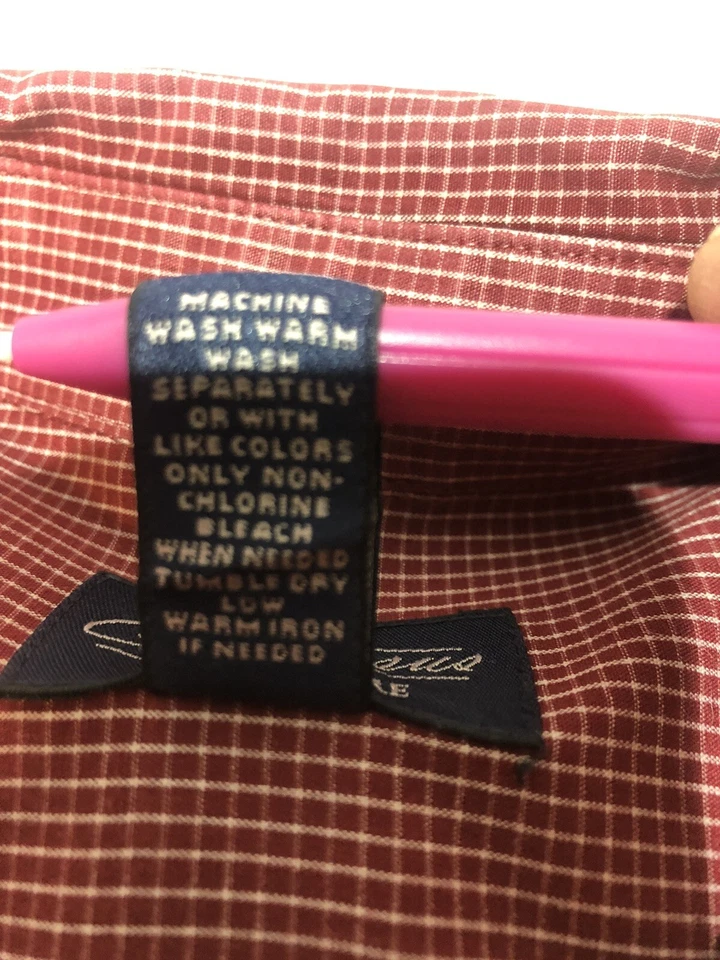 MACHINE
WASH WARM
WASH
SEPARATELY
OR WITH
LIKE COLORS
ONLY NON-
CHLORINE
BLEACH
WHEN NEEDED
TUMBLE DRY
LOW
WARM IRON
IF NEEDED